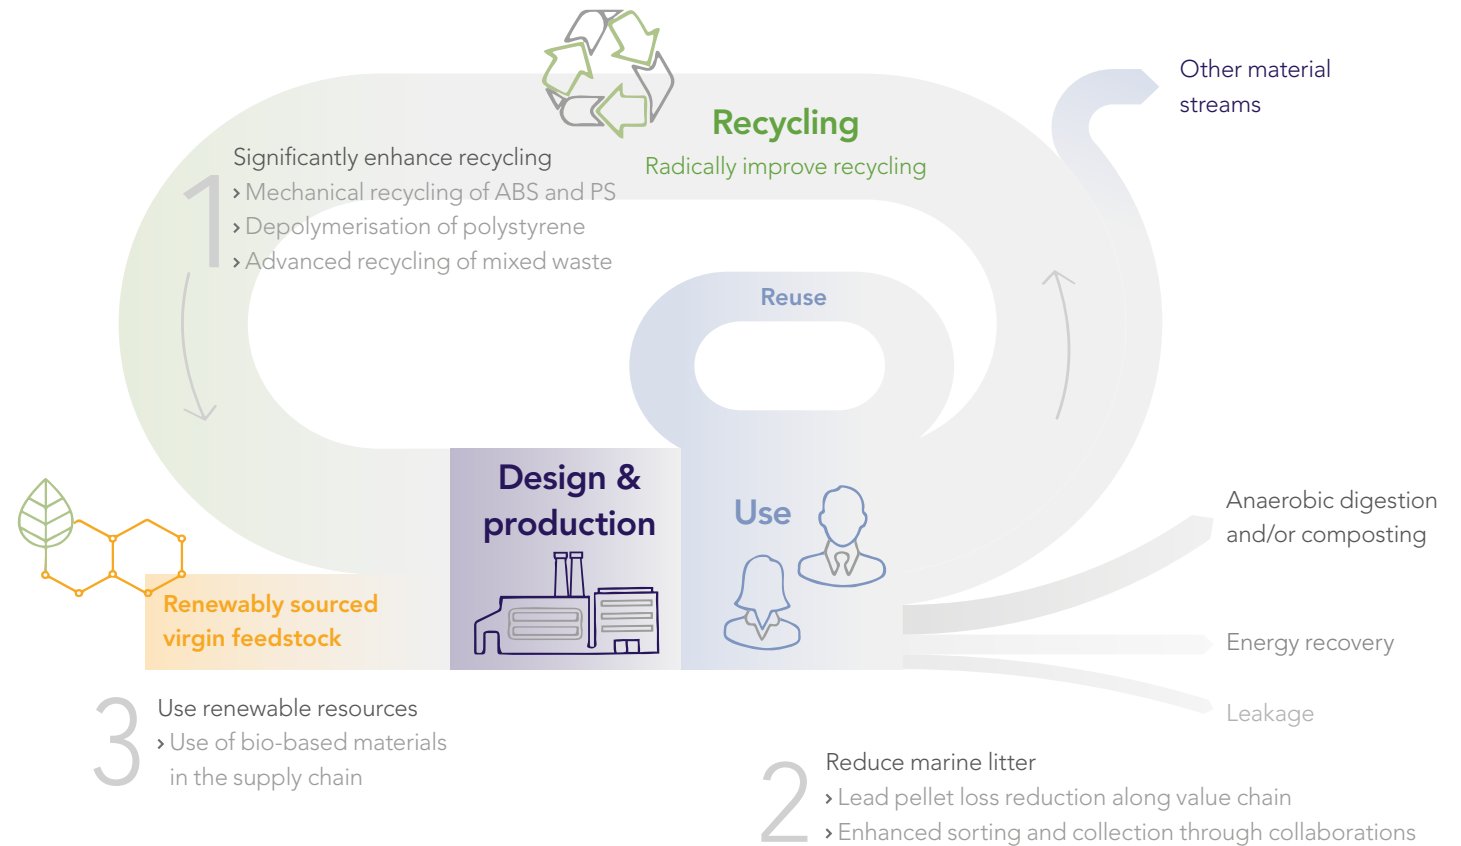 Other material
streams
Recycling
Radically improve recycling
1
Significantly enhance recycling
› Mechanical recycling of ABS and PS
› Depolymerisation of polystyrene
› Advanced recycling of mixed waste
Reuse
Design &
production
Use
Anaerobic digestion
and/or composting
Renewably sourced
virgin feedstock
Energy recovery
Leakage
3
Use renewable resources
› Use of bio-based materials
in the supply chain
2
Reduce marine litter
› Lead pellet loss reduction along value chain
› Enhanced sorting and collection through collaborations